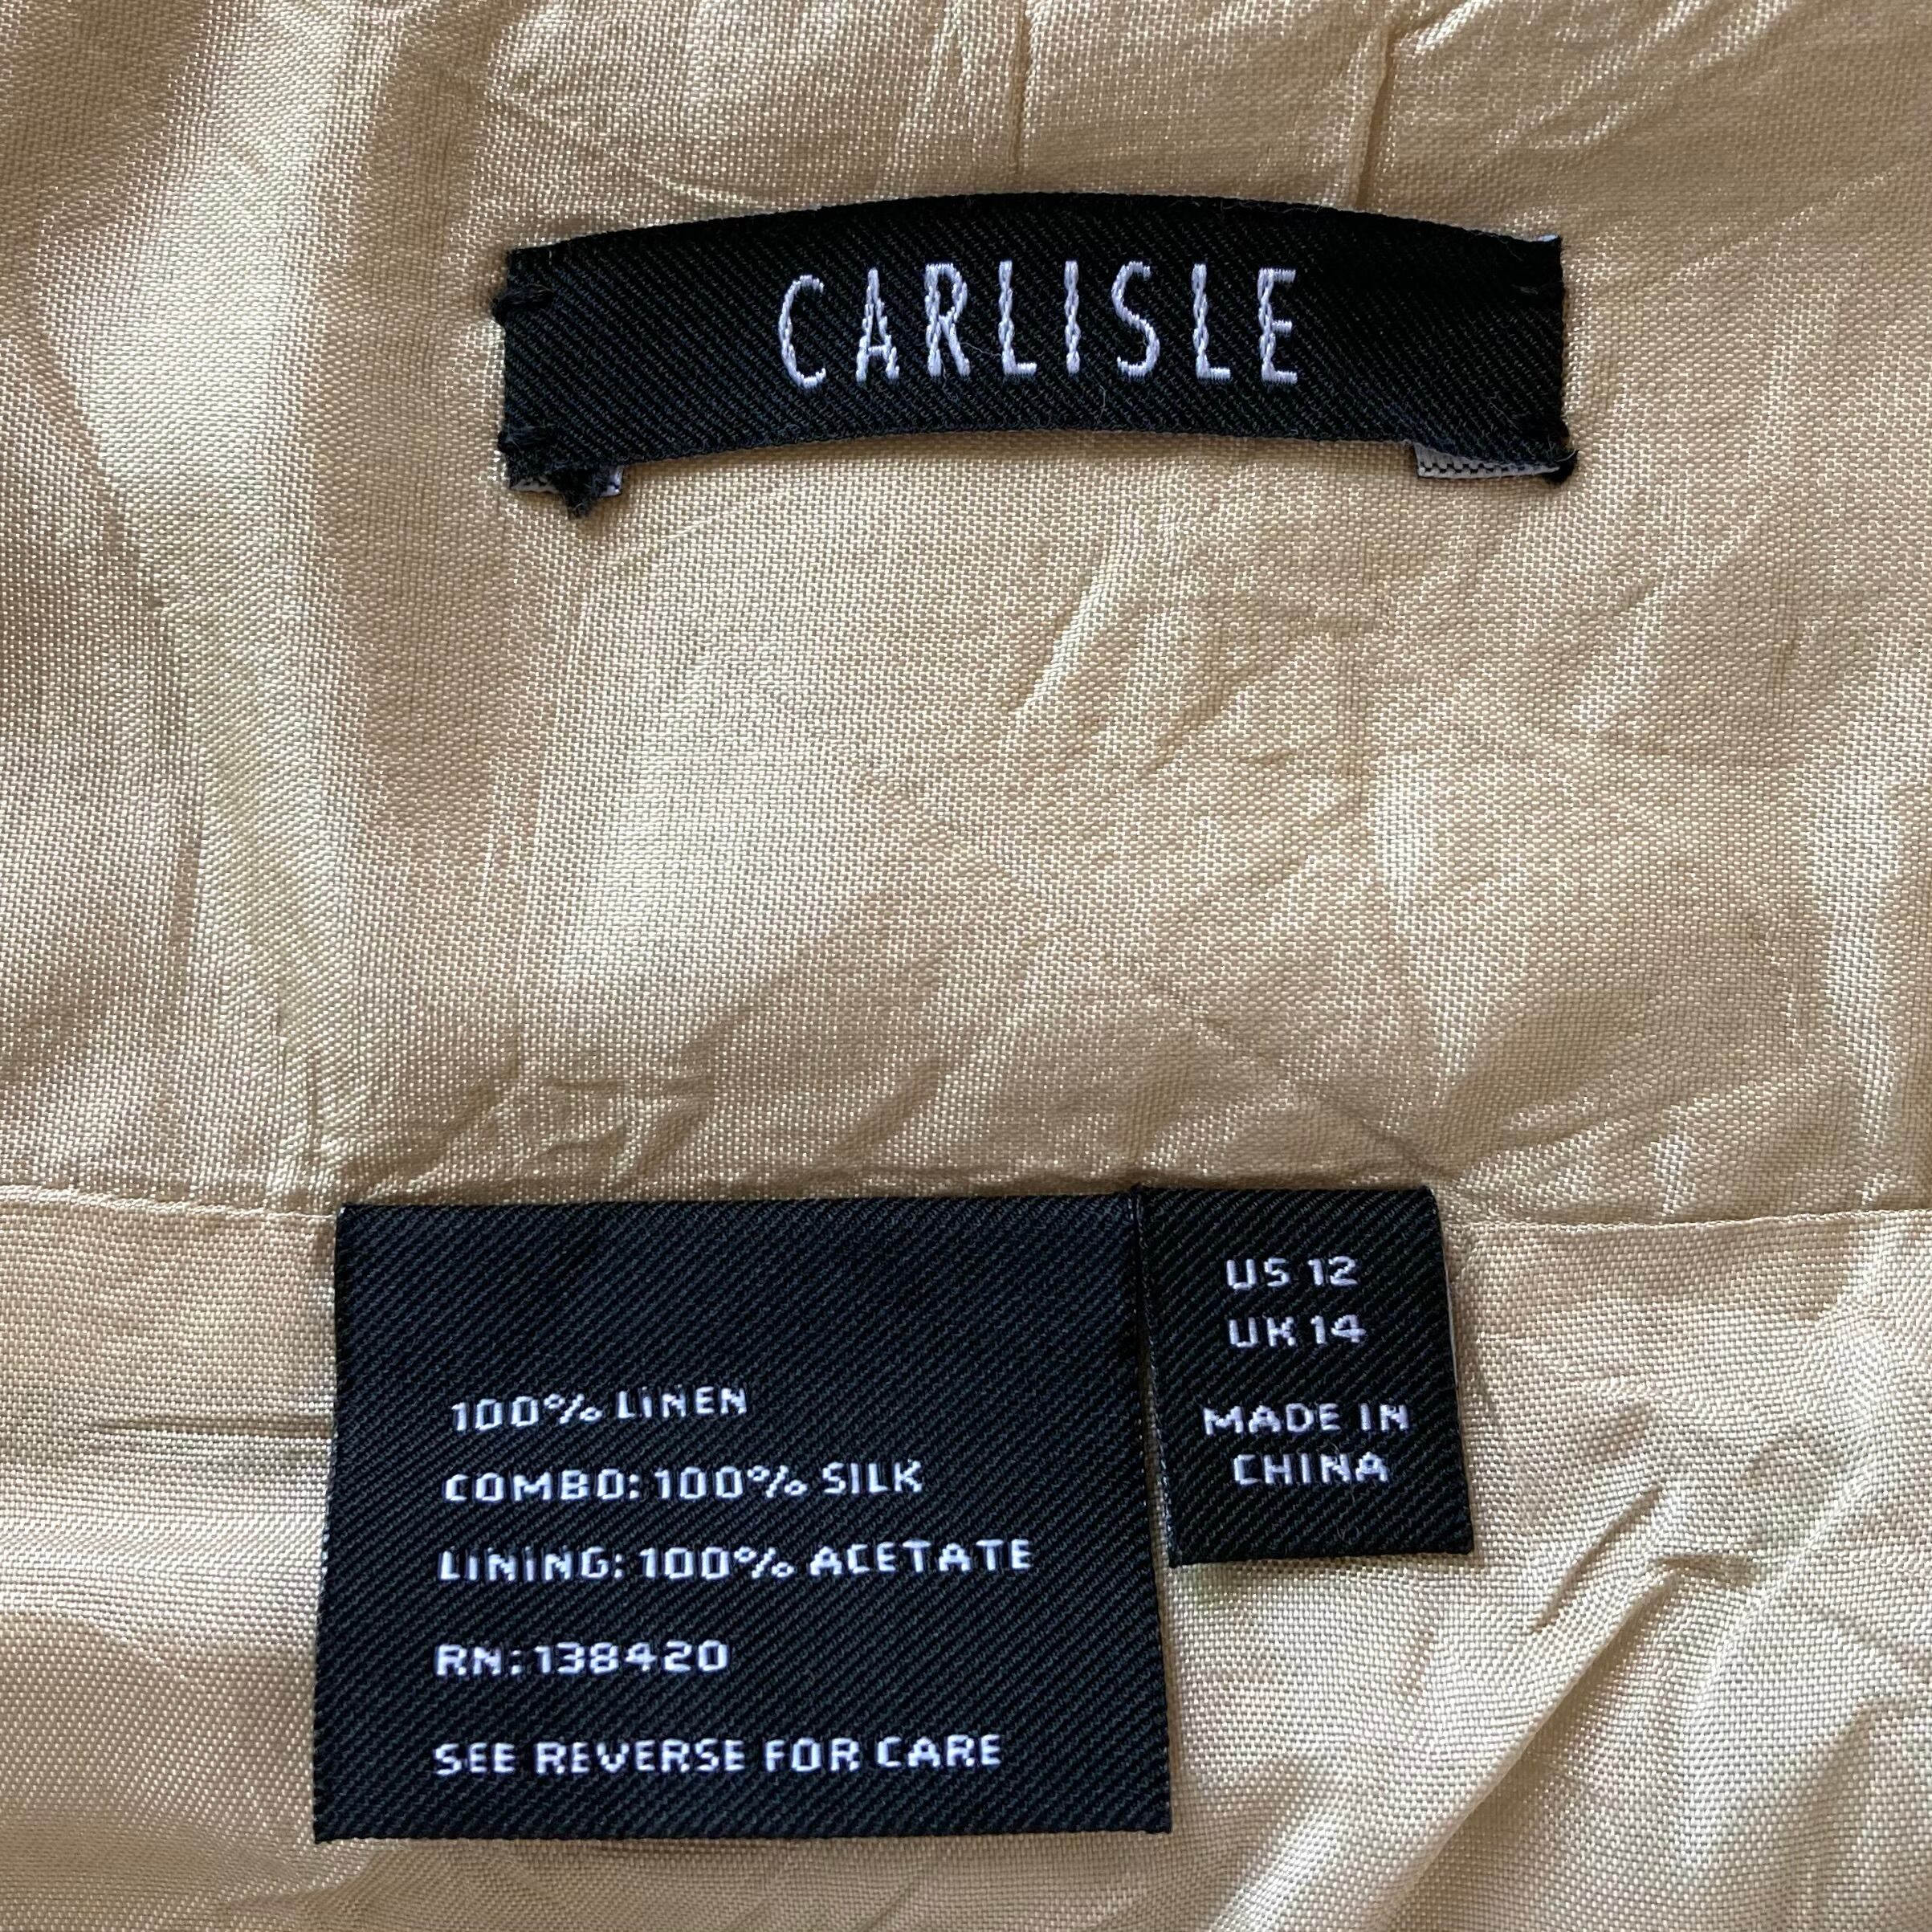 CARLISLE
100% LINEN
COMBO: 100% SILK
LINING: 100% ACETATE
RN: 138420
SEE REVERSE FOR CARE
US 12
UK 14
MADE IN
CHINA